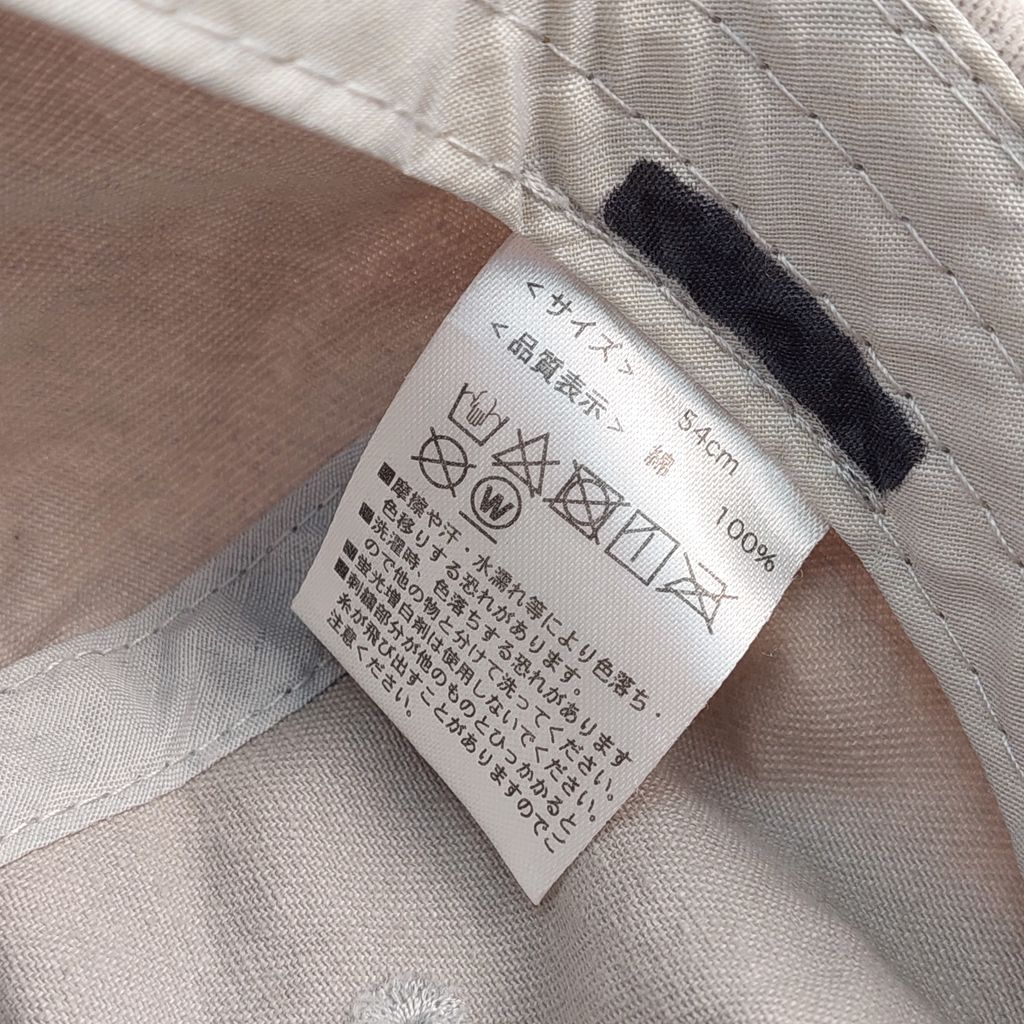 <サイズ> 54cm
<品質表示> 綿 100%
W
■摩擦や汗・水濡れ等により色落ち・
色移りする恐れがあります。
■洗濯時、色落ちする恐れがあります
ので他の物と分けて洗ってください。
■蛍光増白剤は使用しないでください。
■刺繍部分が他のものとひっかかると
糸が飛び出すことがありますのでご
注意ください。